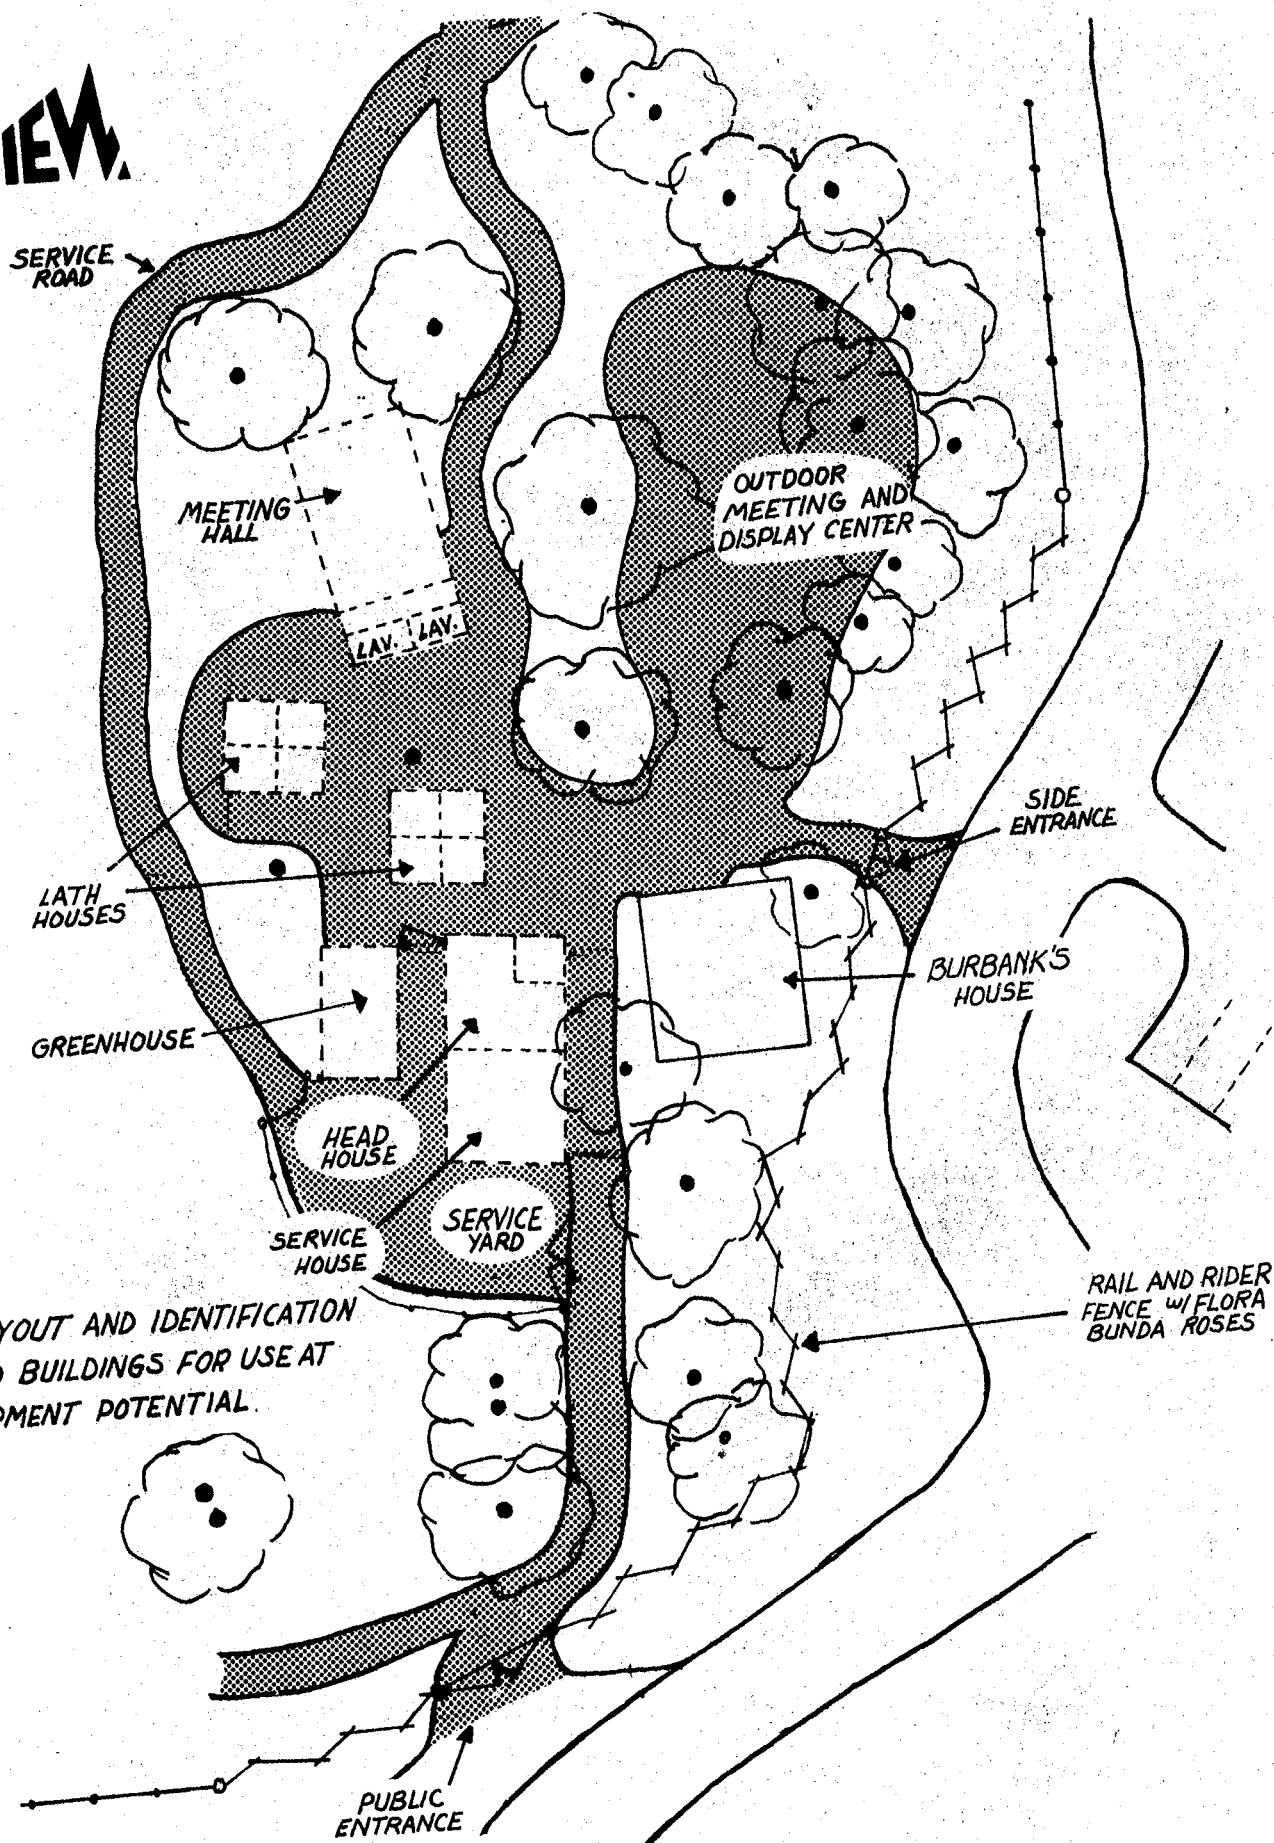 IEW.
SERVICE
ROAD
MEETING
HALL
OUTDOOR
MEETING AND
DISPLAY CENTER
LAV. LAV.
SIDE
ENTRANCE
LATH
HOUSES
BURBANK'S
HOUSE
GREENHOUSE
HEAD
HOUSE
SERVICE
YARD
SERVICE
HOUSE
RAIL AND RIDER
FENCE W/ FLORA
BUNDA ROSES
YOUT AND IDENTIFICATION
BUILDINGS FOR USE AT
PMENT POTENTIAL.
PUBLIC
ENTRANCE